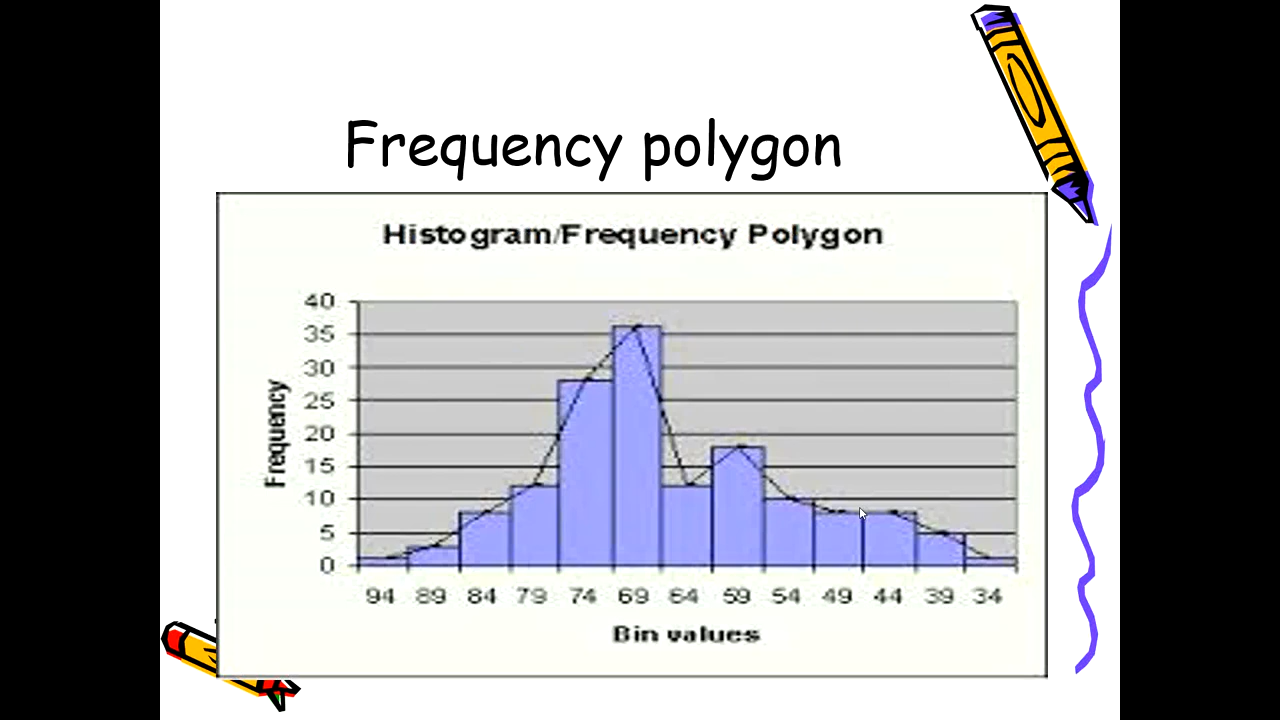 Frequency polygon
Histogram/Frequency Polygon
40
35
30
25
20
15
10
5
0
Frequency
94 89 84 79 74 69 64 59 54 49 44 39 34
Bin values